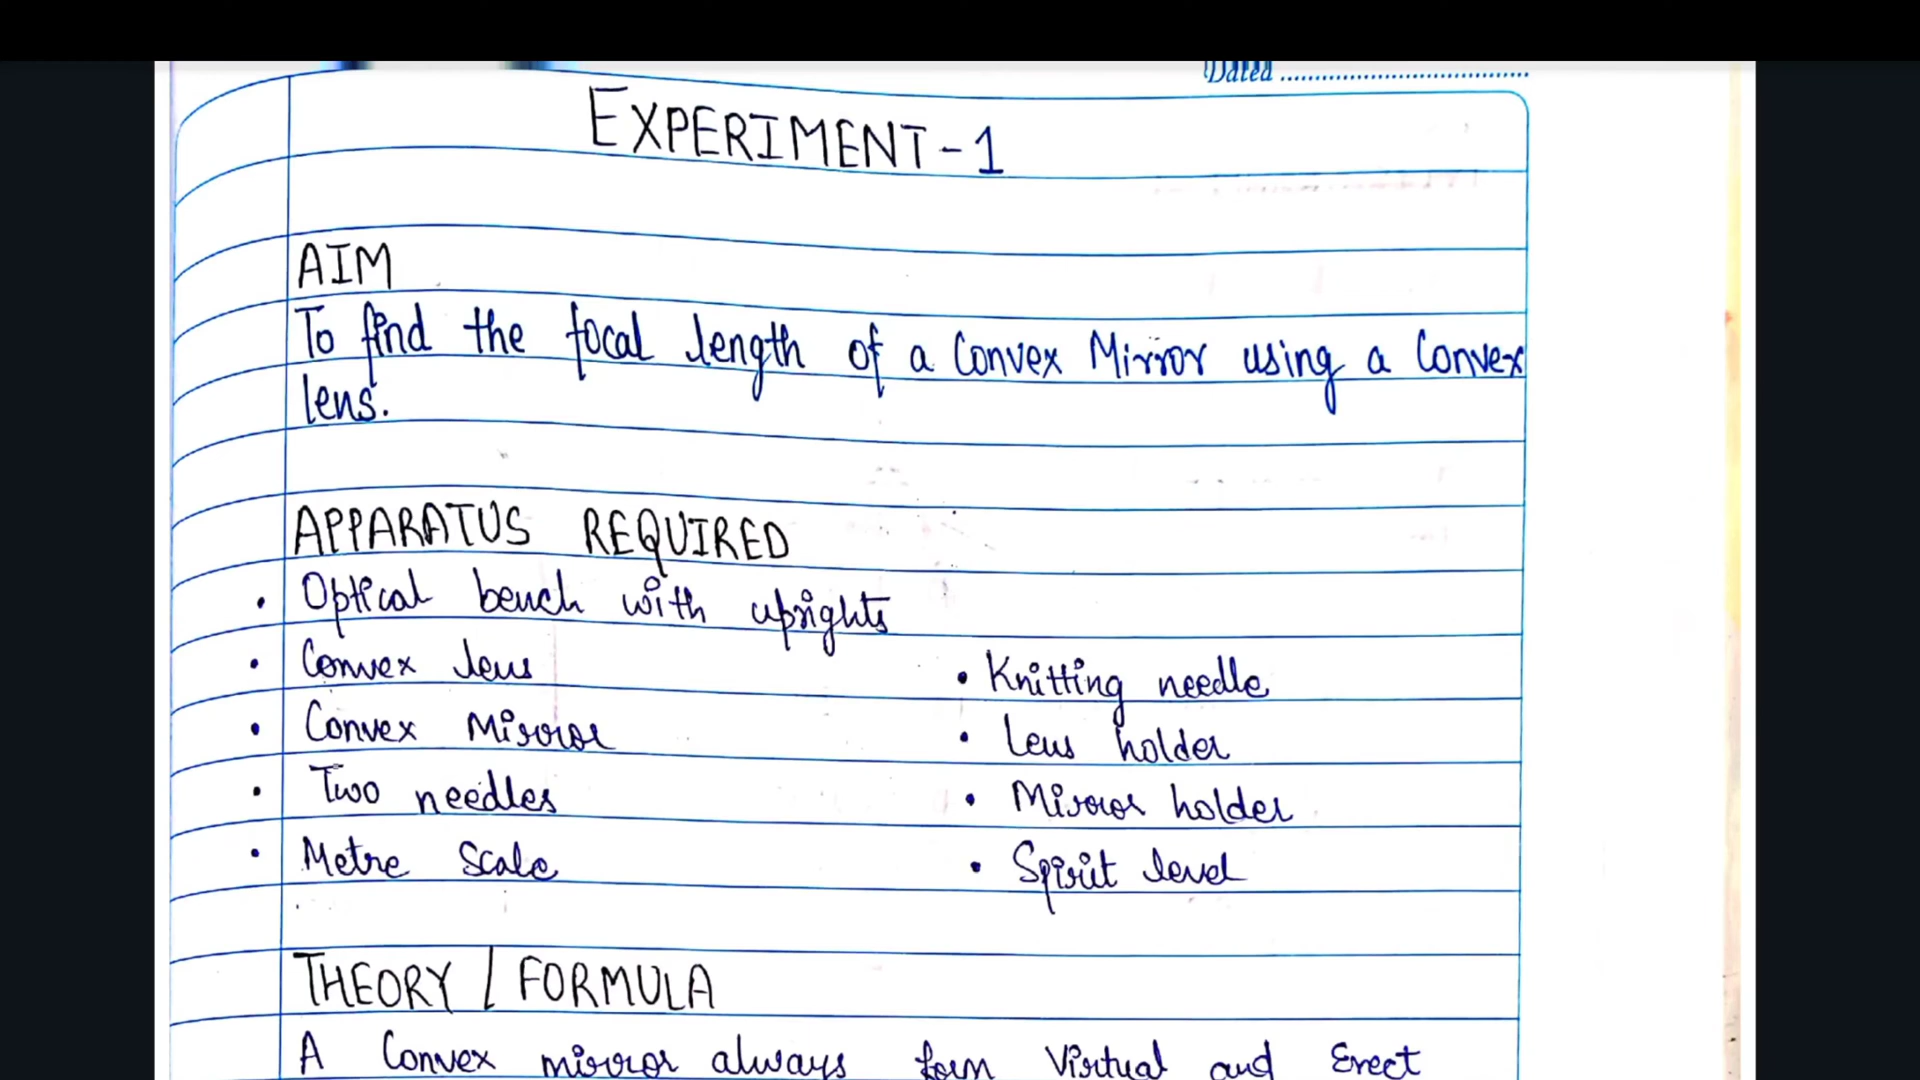 Dated ....................................
EXPERIMENT-1
AIM
To find the focal length of a Convex Mirror using a Convex
lens.
APPARATUS REQUIRED
• Optical bench with uprights
• Convex lens • Knitting needle
• Convex Mirror • Lens holder
• Two needles • Mirror holder
• Metre Scale • Spirit level
THEORY / FORMULA
A Convex mirror always form Virtual and Erect